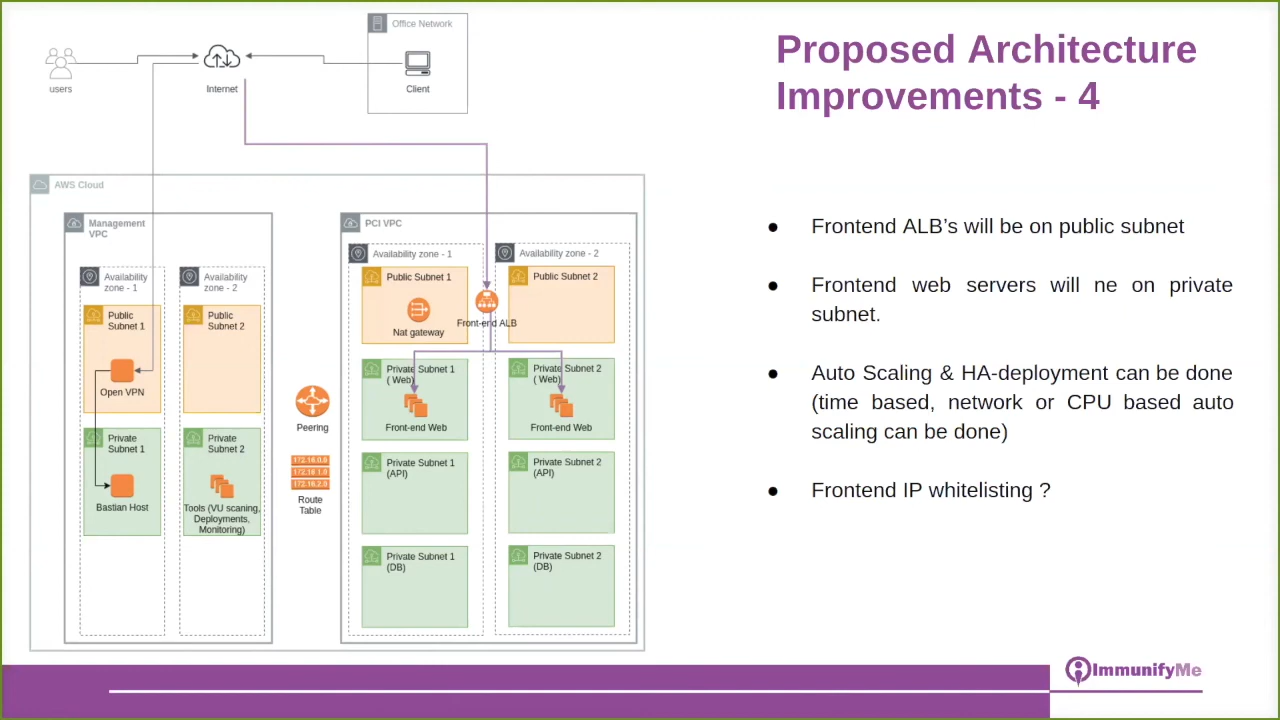 Office Network
users
Internet
Client
Proposed Architecture
Improvements - 4
AWS Cloud
Management
VPC
Availability
zone - 1
Availability
zone - 2
Public
Subnet 1
Public
Subnet 2
Open VPN
Private
Subnet 1
Private
Subnet 2
Bastian Host
Tools (VU scaning,
Deployments,
Monitoring)
Peering
172.16.0.0
172.16.1.0
172.16.2.0
Route
Table
PCI VPC
Availability zone - 1
Availability zone - 2
Public Subnet 1
Public Subnet 2
Nat gateway
Front-end ALB
Private Subnet 1
( Web)
Private Subnet 2
( Web)
Front-end Web
Front-end Web
Private Subnet 1
(API)
Private Subnet 2
(API)
Private Subnet 1
(DB)
Private Subnet 2
(DB)
● Frontend ALB’s will be on public subnet
● Frontend web servers will ne on private
subnet.
● Auto Scaling & HA-deployment can be done
(time based, network or CPU based auto
scaling can be done)
● Frontend IP whitelisting ?
ImmunifyMe